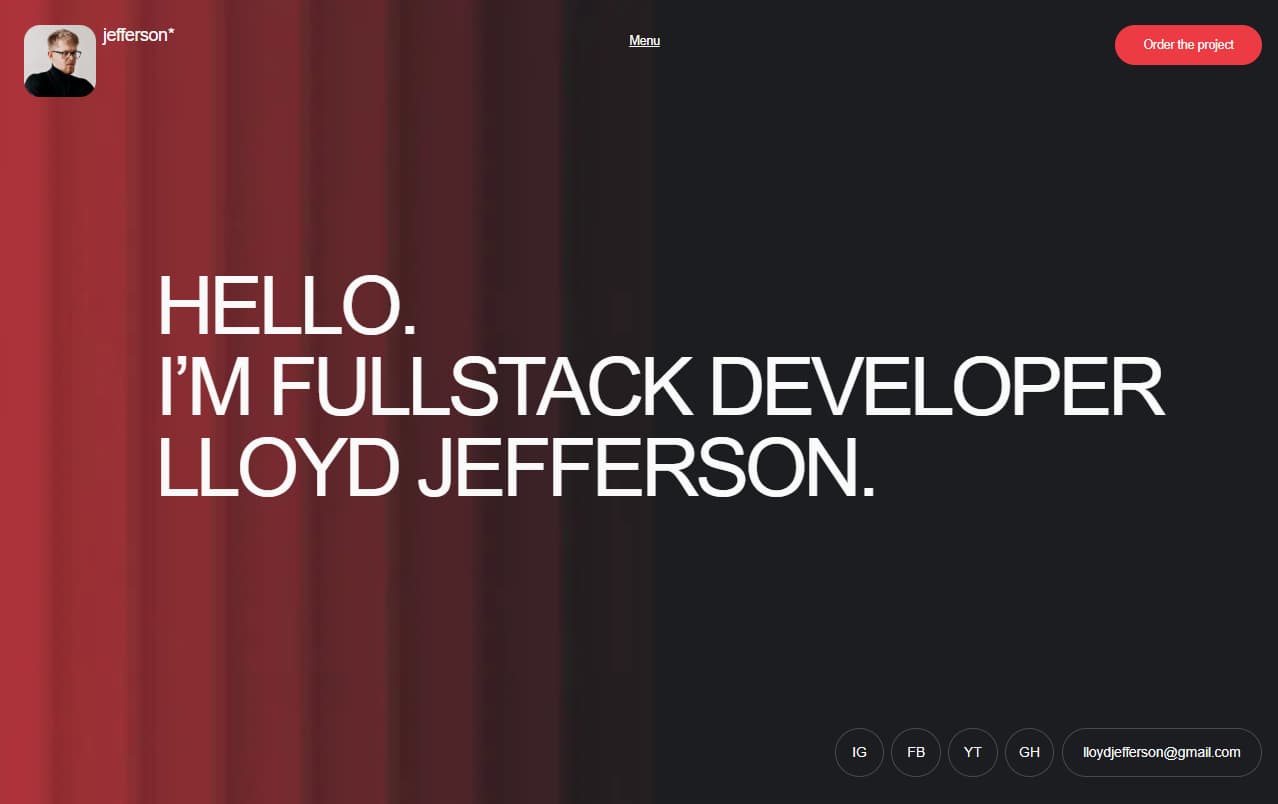 jefferson*
Menu
Order the project
HELLO.
I’M FULLSTACK DEVELOPER
LLOYD JEFFERSON.
IG
FB
YT
GH
lloydjefferson@gmail.com